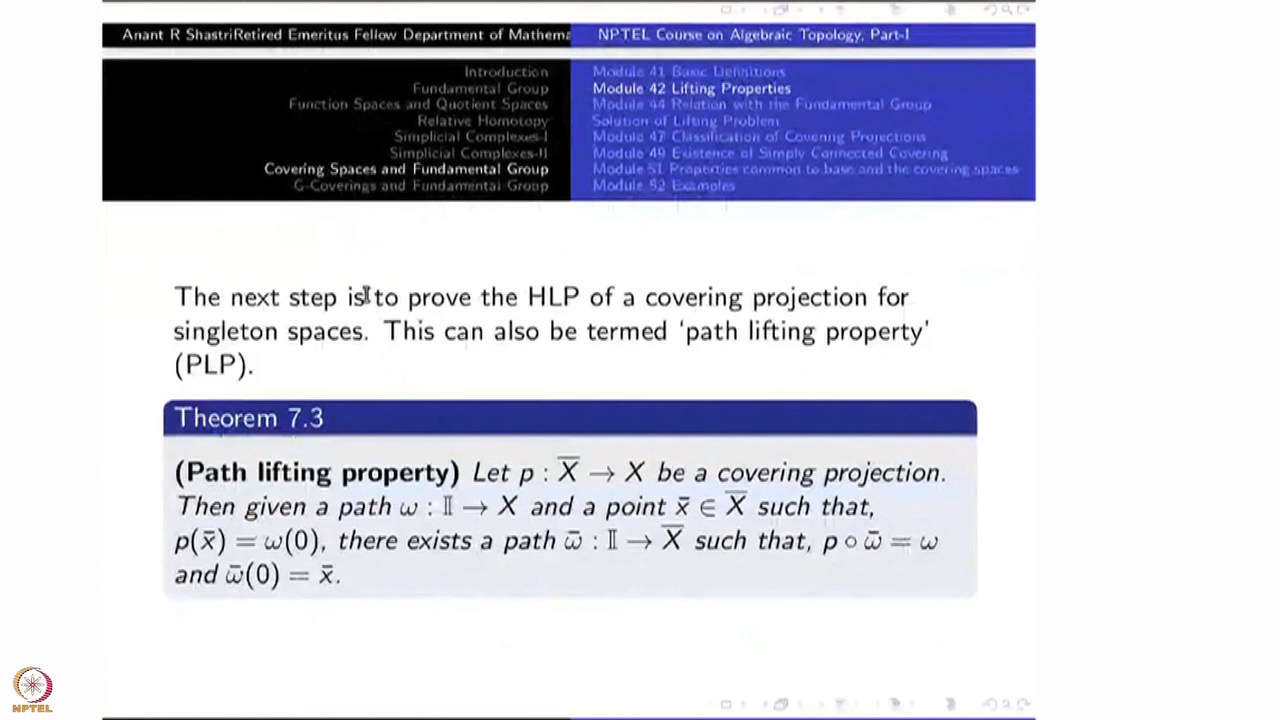 Anant R ShastriRetired Emeritus Fellow Department of Mathema
NPTEL Course on Algebraic Topology, Part-I
Introduction
Fundamental Group
Function Spaces and Quotient Spaces
Relative Homotopy
Simplicial Complexes-I
Simplicial Complexes-II
Covering Spaces and Fundamental Group
G-Coverings and Fundamental Group
Module 41 Basic Definitions
Module 42 Lifting Properties
Module 44 Relation with the Fundamental Group
Solution of Lifting Problem
Module 47 Classification of Covering Projections
Module 49 Existence of Simply Connected Covering
Module 51 Properties common to base and the covering spaces
Module 52 Examples
The next step is to prove the HLP of a covering projection for
singleton spaces. This can also be termed ‘path lifting property’
(PLP).
Theorem 7.3
(Path lifting property) Let p : X̅ → X be a covering projection.
Then given a path ω : 𝕀 → X and a point x̄ ∈ X̅ such that,
p(x̄) = ω(0), there exists a path ω̄ : 𝕀 → X̅ such that, p ∘ ω̄ = ω
and ω̄(0) = x̄.
NPTEL